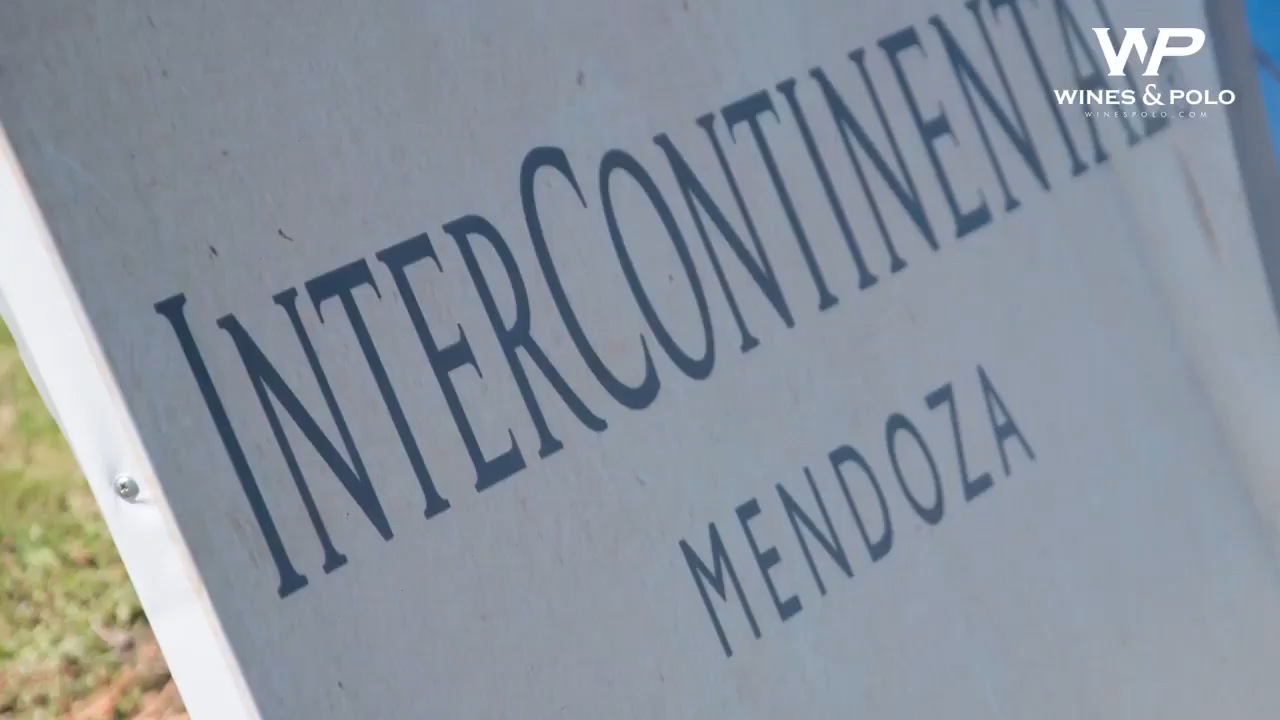 INTERCONTINENTAL
MENDOZA
WP
WINES & POLO
WINESPOLO.COM